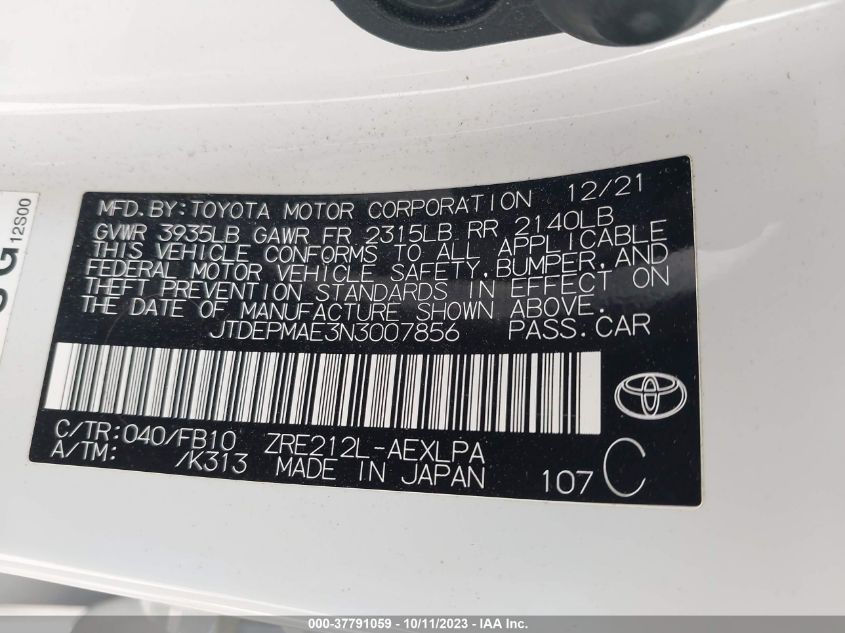 MFD. BY: TOYOTA MOTOR CORPORATION 12/21
GVWR 3935LB GAWR FR 2315LB RR 2140LB
THIS VEHICLE CONFORMS TO ALL APPLICABLE
FEDERAL MOTOR VEHICLE SAFETY, BUMPER, AND
THEFT PREVENTION STANDARDS IN EFFECT ON
THE DATE OF MANUFACTURE SHOWN ABOVE.
JTDEPMAE3N3007856 PASS. CAR
C/TR: 040/FB10 ZRE212L-AEXLPA
A/TM: /K313 MADE IN JAPAN 107 C
12S00
000-37791059 - 10/11/2023 - IAA Inc.